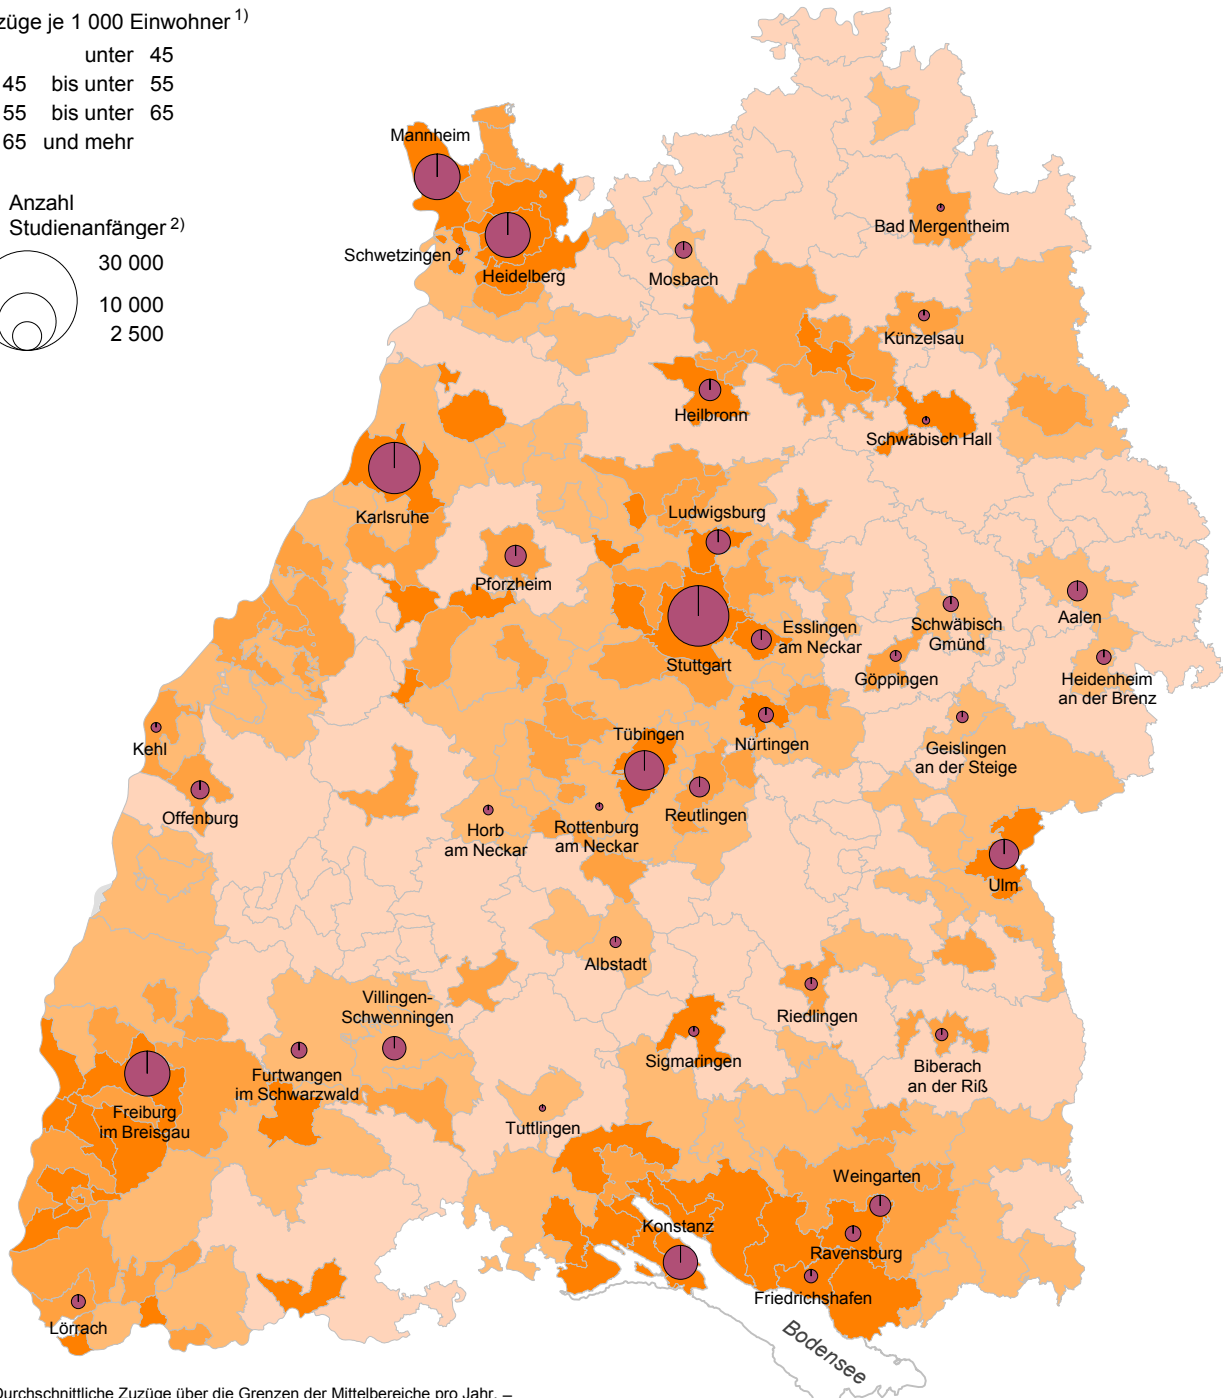 züge je 1 000 Einwohner 1)
unter 45
45 bis unter 55
55 bis unter 65
65 und mehr
Anzahl
Studienanfänger 2)
30 000
10 000
2 500
Mannheim
Schwetzingen
Heidelberg
Mosbach
Bad Mergentheim
Künzelsau
Heilbronn
Schwäbisch Hall
Karlsruhe
Ludwigsburg
Pforzheim
Stuttgart
Esslingen
am Neckar
Schwäbisch
Gmünd
Aalen
Göppingen
Heidenheim
an der Brenz
Kehl
Offenburg
Tübingen
Nürtingen
Geislingen
an der Steige
Horb
am Neckar
Rottenburg
am Neckar
Reutlingen
Ulm
Albstadt
Villingen-
Schwenningen
Riedlingen
Sigmaringen
Biberach
an der Riß
Furtwangen
im Schwarzwald
Freiburg
im Breisgau
Tuttlingen
Weingarten
Konstanz
Ravensburg
Friedrichshafen
Lörrach
Bodensee
Durchschnittliche Zuzüge über die Grenzen der Mittelbereiche pro Jahr. –